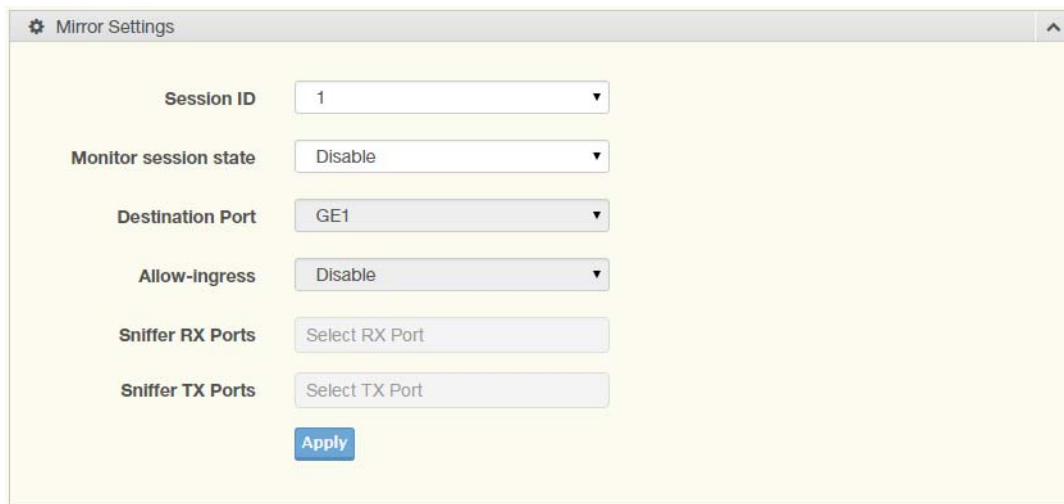 Mirror Settings
Session ID 1
Monitor session state Disable
Destination Port GE1
Allow-ingress Disable
Sniffer RX Ports Select RX Port
Sniffer TX Ports Select TX Port
Apply